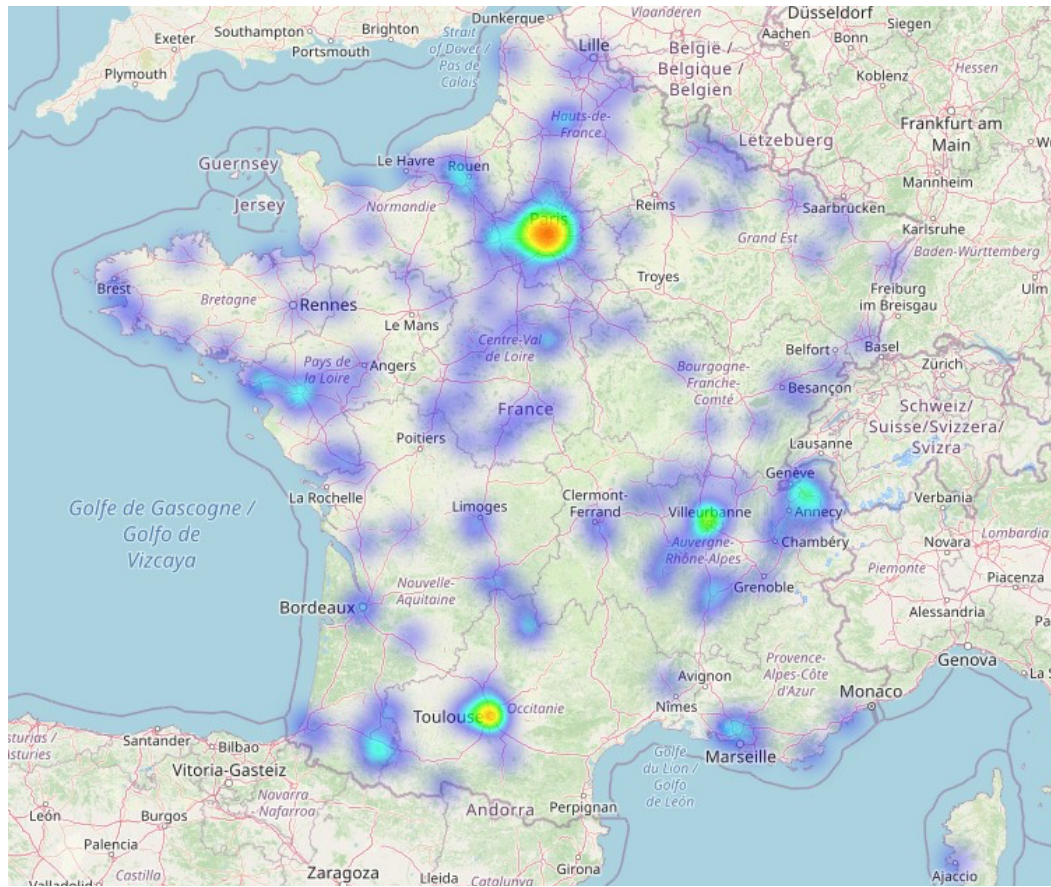 Dunkerque
Vlaanderen
Düsseldorf
Exeter
Southampton
Brighton
Portsmouth
Strait
of Dover /
Pas de
Calais
Lille
België /
Belgique /
Belgien
Aachen
Bonn
Siegen
Plymouth
Koblenz
Hessen
Hauts-de-
France
Lëtzebuerg
Frankfurt am
Main
Guernsey
Le Havre
Rouen
Jersey
Normandie
Paris
Reims
Mannheim
Saarbrücken
Karlsruhe
Grand Est
Baden-Württemberg
Brest
Bretagne
Rennes
Troyes
Freiburg
im Breisgau
Ulm
Le Mans
Centre-Val
de Loire
Pays de
la Loire
Angers
Belfort
Basel
Zürich
Bourgogne-
Franche-
Comté
Besançon
France
Poitiers
Schweiz/
Suisse/Svizzera/
Svizra
Lausanne
Golfe de Gascogne /
Golfo de
Vizcaya
La Rochelle
Limoges
Clermont-
Ferrand
Villeurbanne
Genève
Annecy
Verbania
Lombardia
Auvergne-
Rhône-Alpes
Chambéry
Novara
Piemonte
Piacenza
Nouvelle-
Aquitaine
Grenoble
Bordeaux
Alessandria
Provence-
Alpes-Côte
d'Azur
Genova
Avignon
Monaco
Nîmes
Toulouse
Occitanie
Marseille
Santander
Bilbao
Vitoria-Gasteiz
Golfe
du Lion /
Golfo
de León
Navarra
- Nafarroa
León
Burgos
Andorra
Perpignan
Palencia
Castilla
Zaragoza
Lleida
Catalunya
Girona
Ajaccio